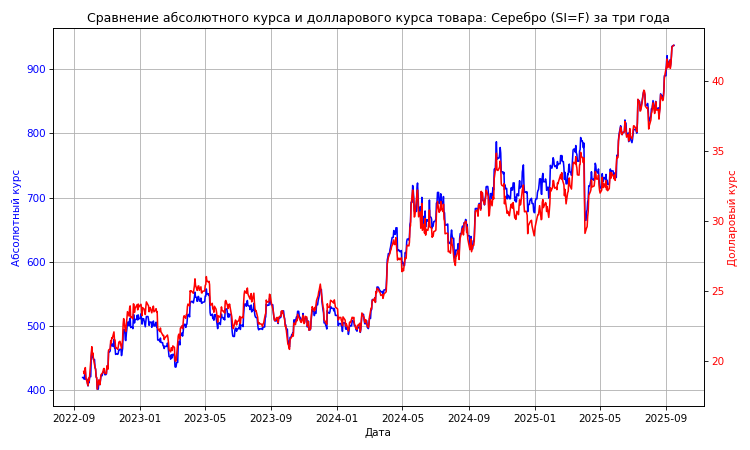 Сравнение абсолютного курса и долларового курса товара: Серебро (SI=F) за три года
Абсолютный курс
900
800
700
600
500
400
Долларовый курс
40
35
30
25
20
2022-09 2023-01 2023-05 2023-09 2024-01 2024-05 2024-09 2025-01 2025-05 2025-09
Дата